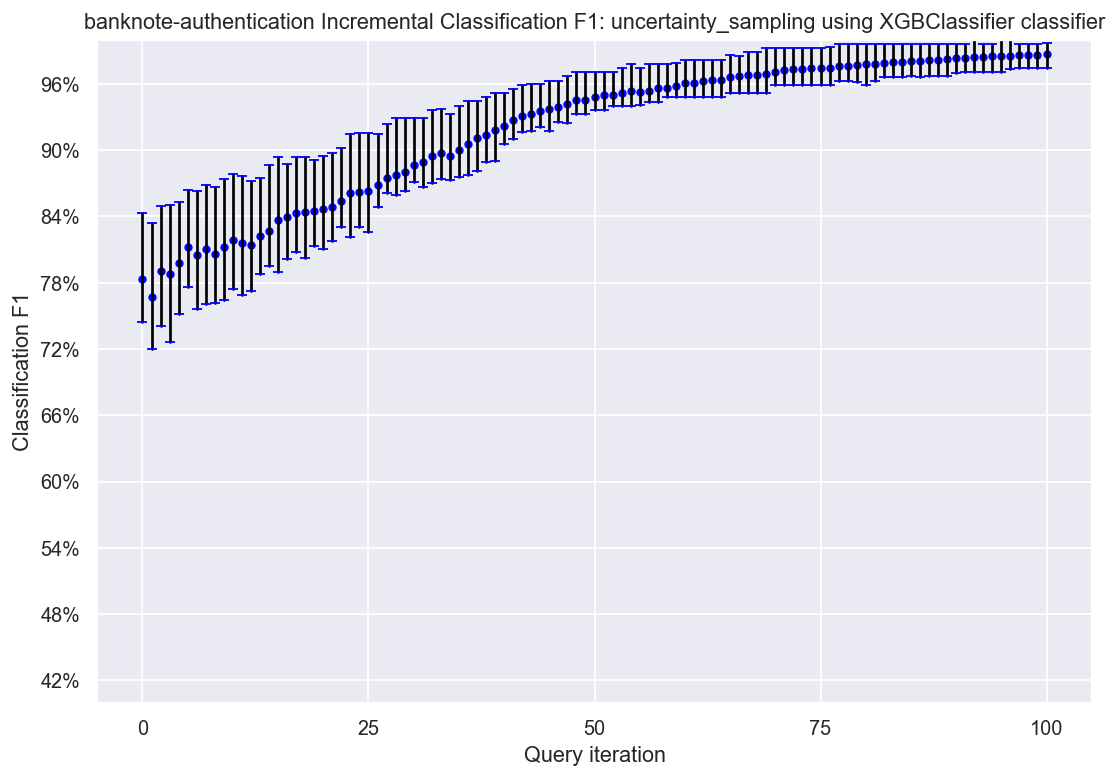 banknote-authentication Incremental Classification F1: uncertainty_sampling using XGBClassifier classifier
Classification F1
96%
90%
84%
78%
72%
66%
60%
54%
48%
42%
0 25 50 75 100
Query iteration